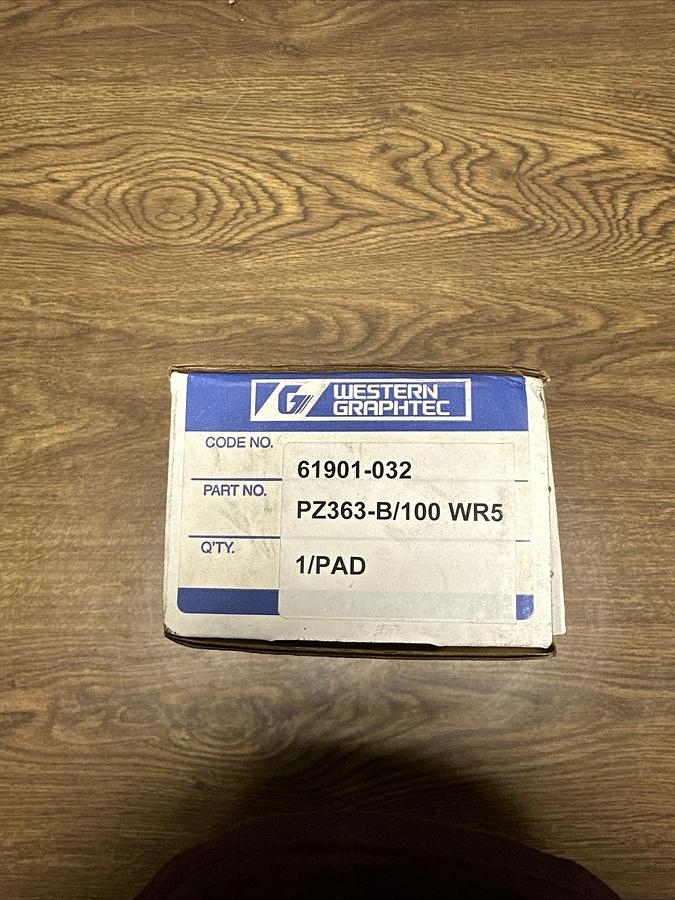 WESTERN
GRAPHTEC
CODE NO.
61901-032
PART NO.
PZ363-B/100 WR5
Q'TY.
1/PAD